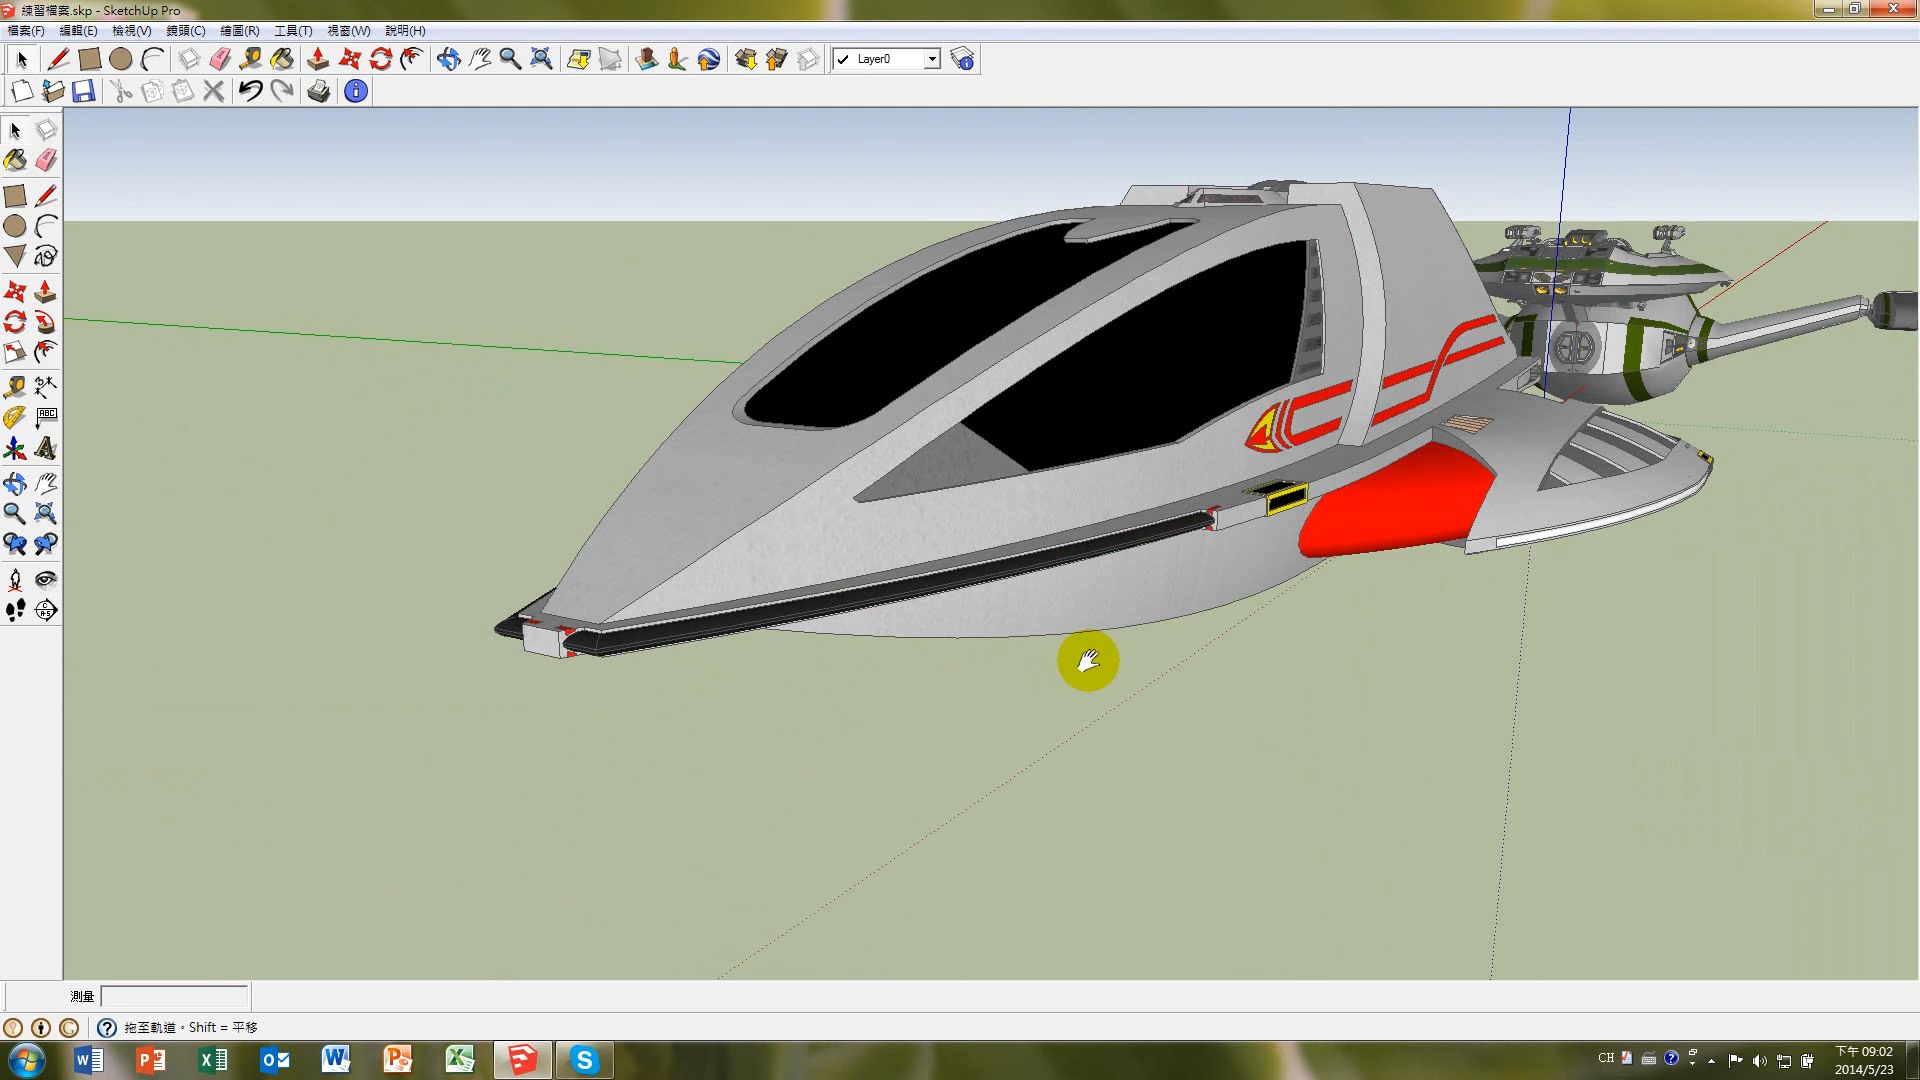 練習檔案.skp - SketchUp Pro
檔案(F) 編輯(E) 檢視(V) 鏡頭(C) 繪圖(R) 工具(T) 視窗(W) 說明(H)
Layer0
ABC
測量
拖至軌道。Shift = 平移
CH
下午 09:02
2014/5/23